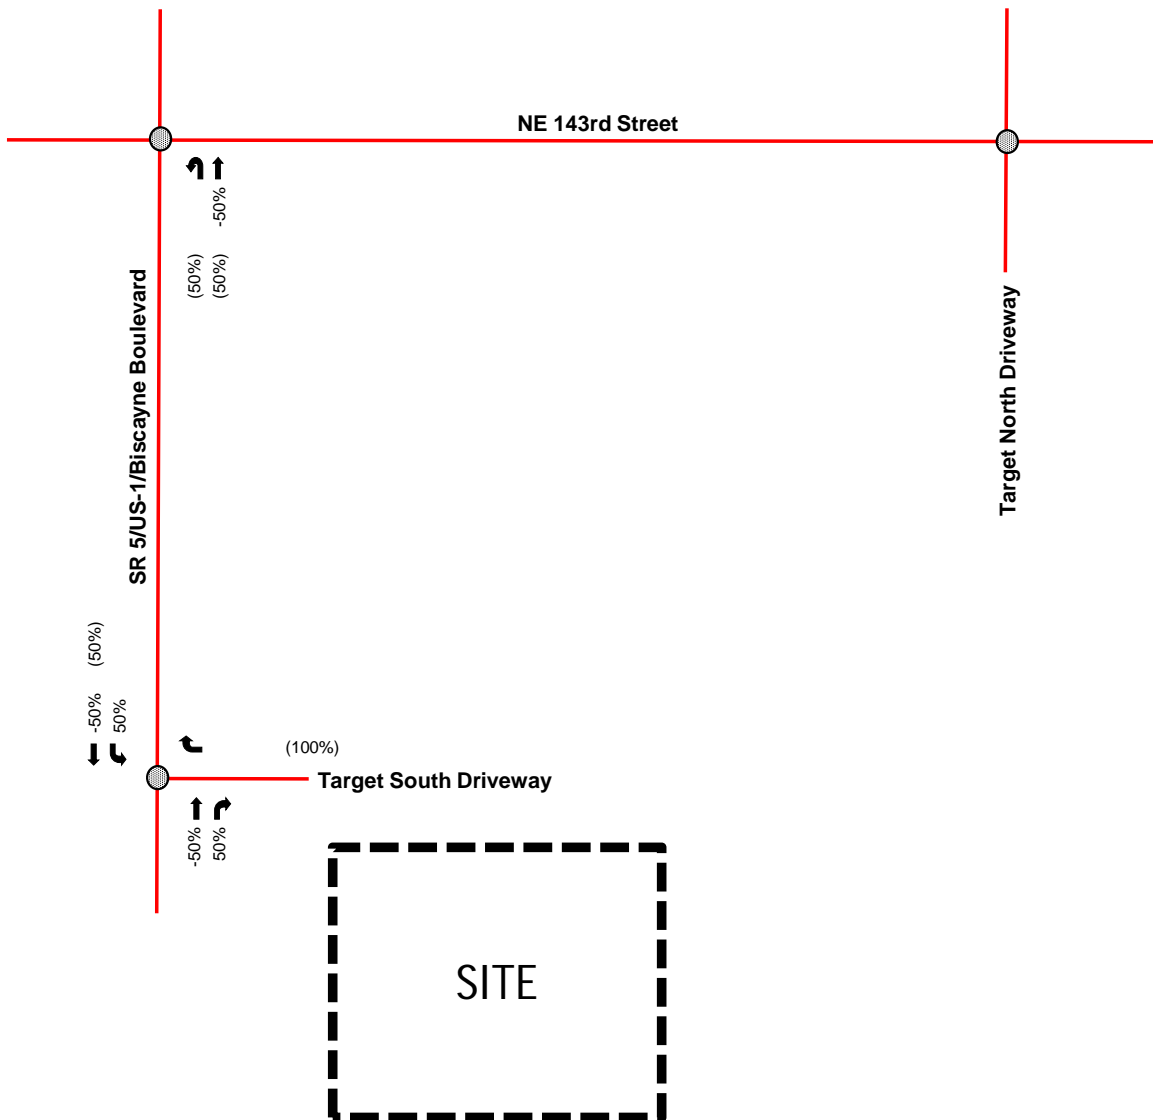 NE 143rd Street
-50%
(50%)
(50%)
SR 5/US-1/Biscayne Boulevard
Target North Driveway
-50% (50%)
50%
(100%)
Target South Driveway
-50%
50%
SITE